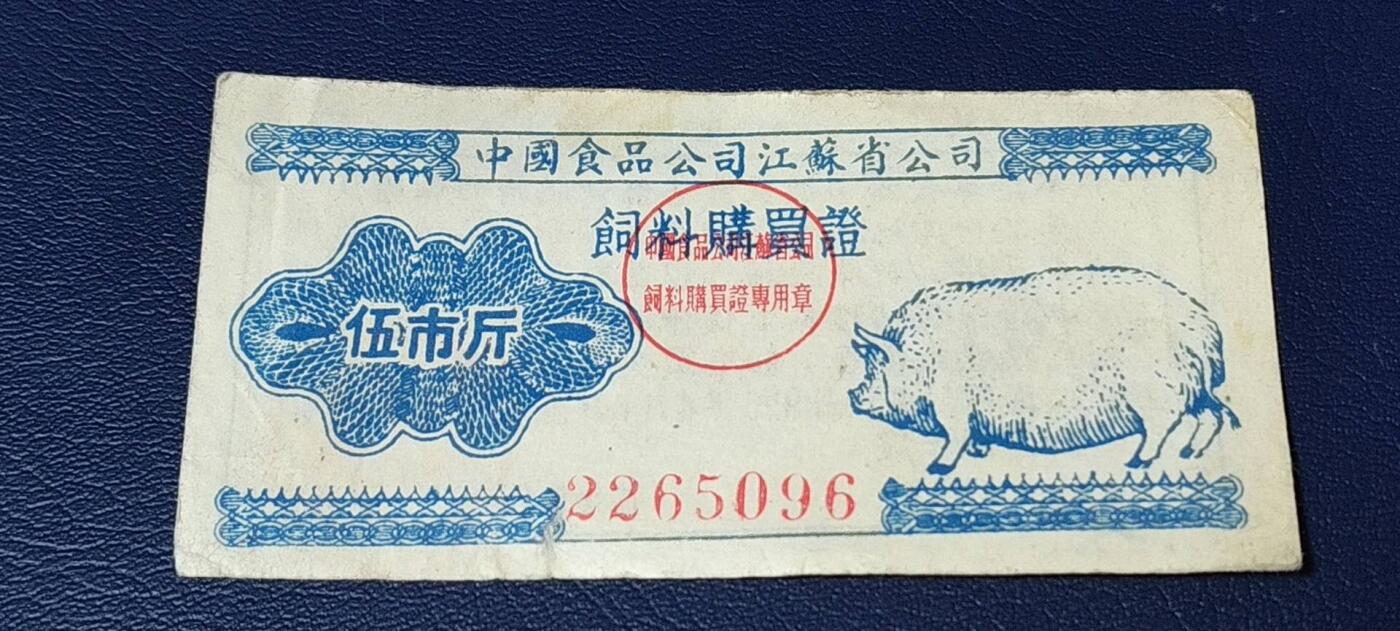 中國食品公司江蘇省公司
飼料購買證
中國食品公司江蘇省公司
飼料購買證專用章
伍市斤
2265096